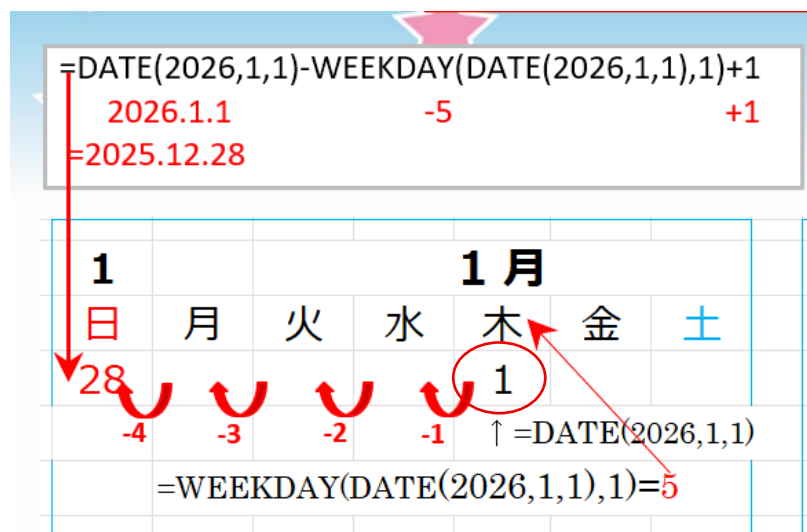 =DATE(2026,1,1)-WEEKDAY(DATE(2026,1,1),1)+1
2026.1.1 -5 +1
=2025.12.28
1 1月
日 月 火 水 木 金 土
28 1
-4 -3 -2 -1 ↑=DATE(2026,1,1)
=WEEKDAY(DATE(2026,1,1),1)=5